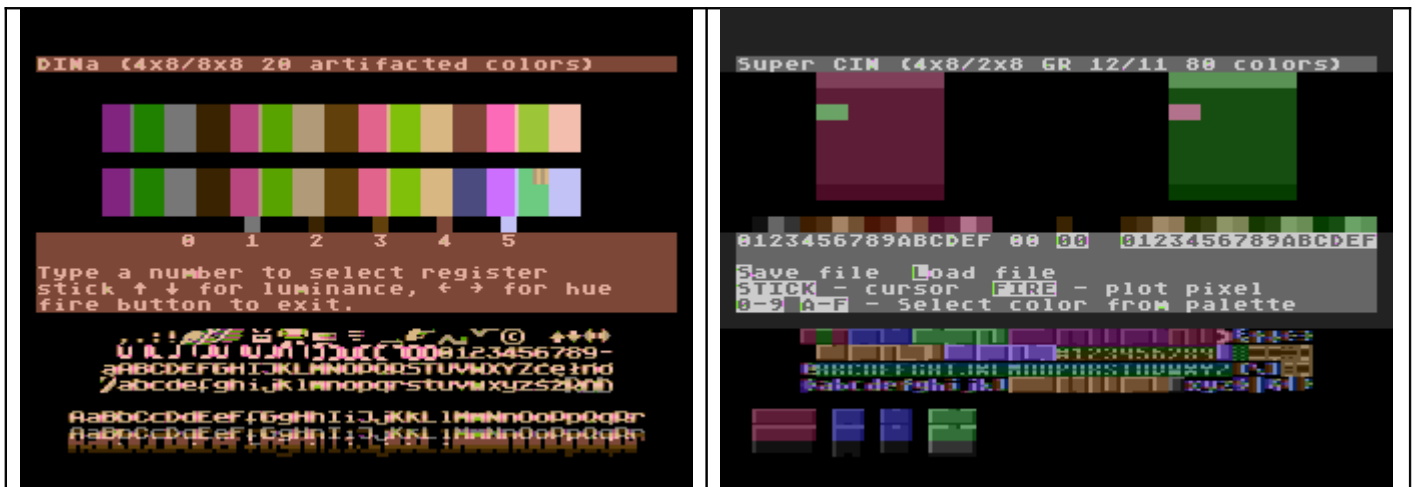 DINa (4x8/8x8 20 artifacted colors)
0 1 2 3 4 5
Type a number to select register
stick ↑ ↓ for luminance, ← → for hue
fire button to exit.
0123456789-
aABCDEFGHIJKLMNOPQRSTUVWXYZ
abcdefghijklmnopqrstuvwxyz
AaBbCcDdEeFfGgHhIiJjKkLlMmNnOoPpQqRr
AaBbCcDdEeFfGgHhIiJjKkLlMmNnOoPpQqRr
Super CIN (4x8/2x8 GR 12/11 80 colors)
0123456789ABCDEF 00 00 0123456789ABCDEF
Save file Load file
STICK - cursor FIRE - plot pixel
0-9 A-F - Select color from palette